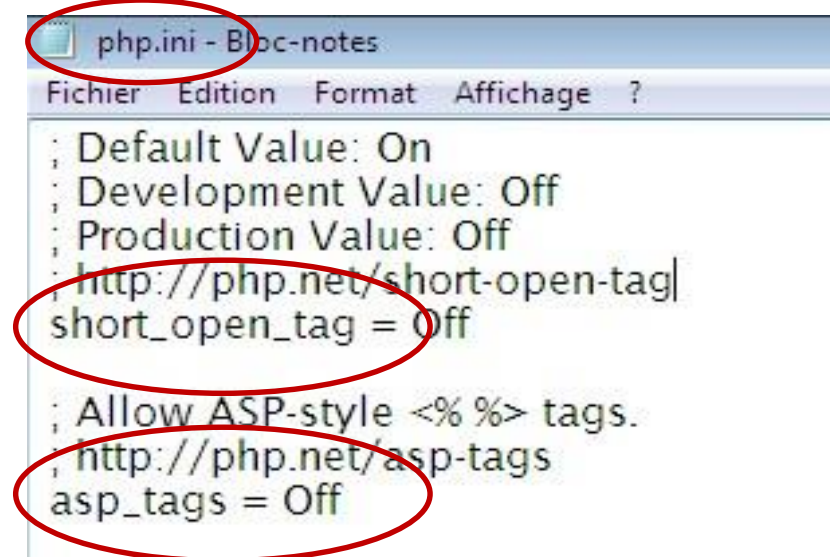 php.ini - Bloc-notes
Fichier Edition Format Affichage ?
; Default Value: On
; Development Value: Off
; Production Value: Off
; http://php.net/short-open-tag
short_open_tag = Off
; Allow ASP-style <% %> tags.
; http://php.net/asp-tags
asp_tags = Off